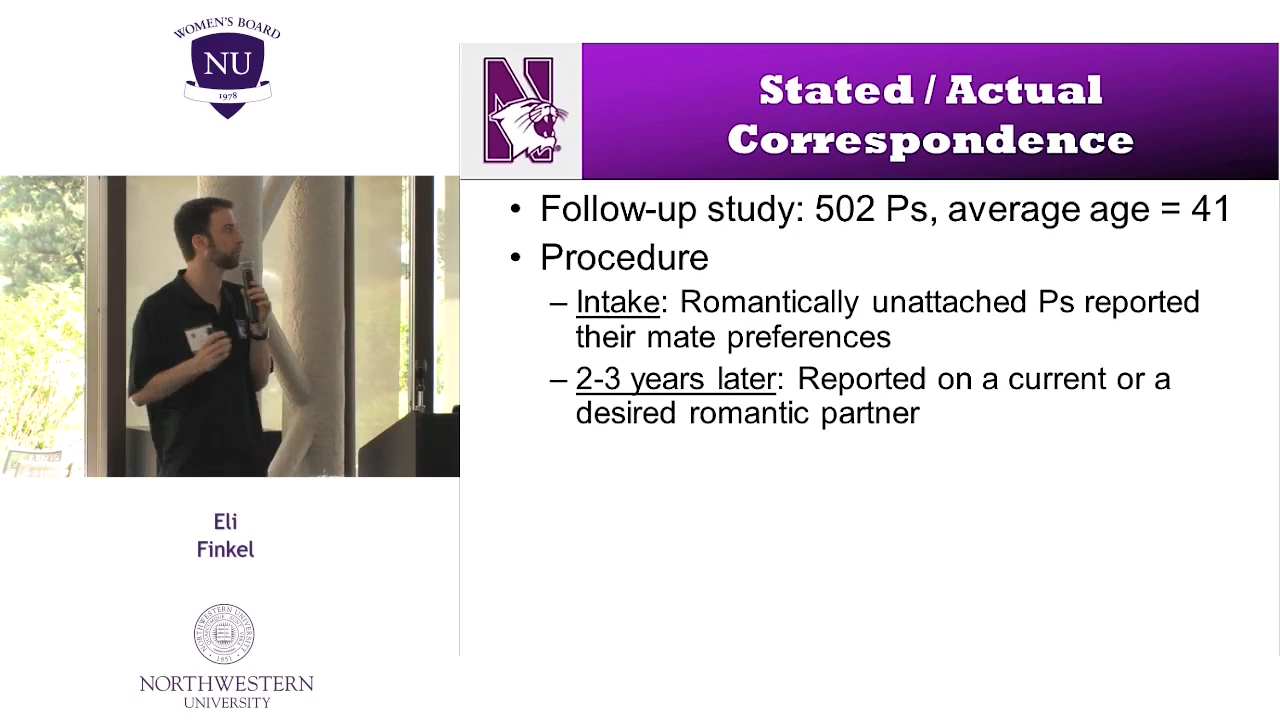 WOMEN'S BOARD
NU
1978
Eli
Finkel
1851
NORTHWESTERN
UNIVERSITY
N
Stated / Actual
Correspondence
• Follow-up study: 502 Ps, average age = 41
• Procedure
– Intake: Romantically unattached Ps reported
their mate preferences
– 2-3 years later: Reported on a current or a
desired romantic partner